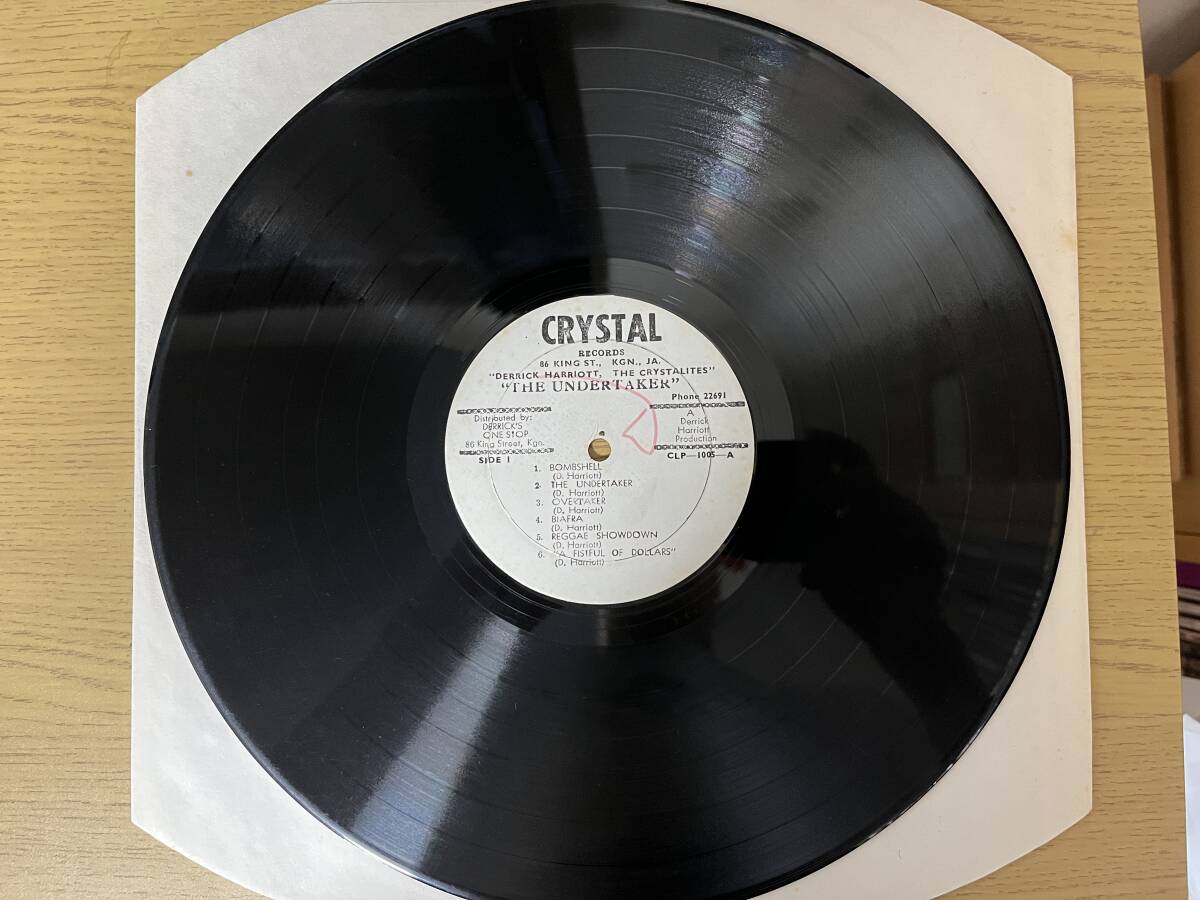 CRYSTAL
RECORDS
86 KING ST., KGN., JA.
"DERRICK HARRIOTT, THE CRYSTALITES"
"THE UNDERTAKER"
Phone 22691
Distributed by:
DERRICK'S
ONE STOP
86 King Street, Kgn.
SIDE 1
A
Derrick
Harriott
Production
CLP—1005—A
1. BOMBSHELL
(D. Harriott)
2. THE UNDERTAKER
(D. Harriott)
3. OVERTAKER
(D. Harriott)
4. BIAFRA
(D. Harriott)
5. REGGAE SHOWDOWN
(D. Harriott)
6. "A FISTFUL OF DOLLARS"
(D. Harriott)